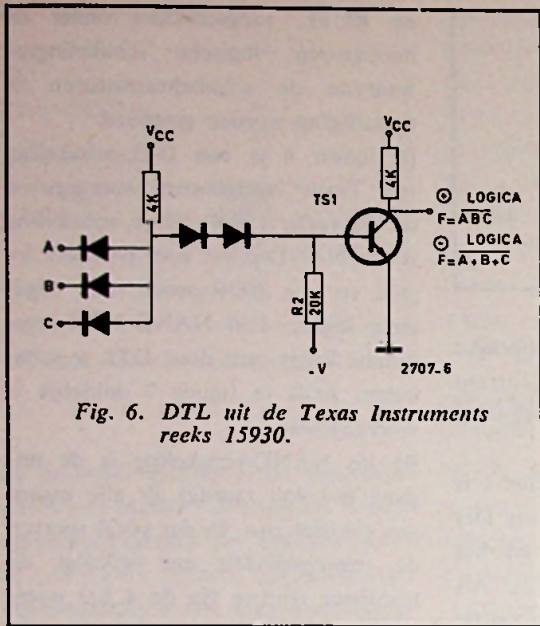 VCC
VCC
4K
4K
TS1
⊕ LOGICA
F=A̅B̅C̅
⊖ LOGICA
F=A̅+B̅+C̅
A
B
C
R2
20K
-V
2707-6
Fig. 6. DTL uit de Texas Instruments
reeks 15930.